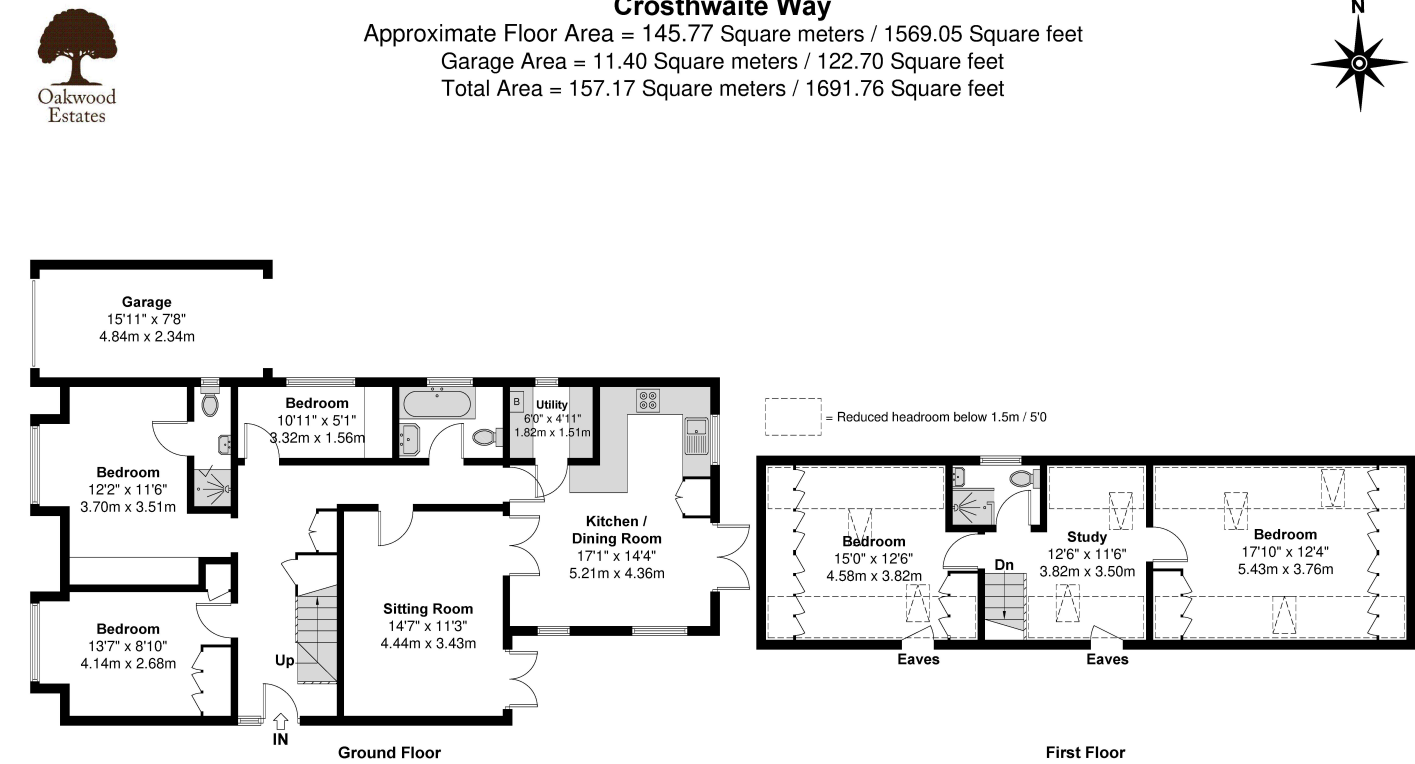 Crosthwaite Way
Approximate Floor Area = 145.77 Square meters / 1569.05 Square feet
Garage Area = 11.40 Square meters / 122.70 Square feet
Total Area = 157.17 Square meters / 1691.76 Square feet
Oakwood
Estates
N
Garage
15'11" x 7'8"
4.84m x 2.34m
Bedroom
10'11" x 5'1"
3.32m x 1.56m
B
Utility
6'0" x 4'11"
1.82m x 1.51m
Bedroom
12'2" x 11'6"
3.70m x 3.51m
Kitchen /
Dining Room
17'1" x 14'4"
5.21m x 4.36m
Sitting Room
14'7" x 11'3"
4.44m x 3.43m
Bedroom
13'7" x 8'10"
4.14m x 2.68m
Up
IN
Ground Floor
= Reduced headroom below 1.5m / 5'0
Bedroom
15'0" x 12'6"
4.58m x 3.82m
Dn
Study
12'6" x 11'6"
3.82m x 3.50m
Bedroom
17'10" x 12'4"
5.43m x 3.76m
Eaves
Eaves
First Floor